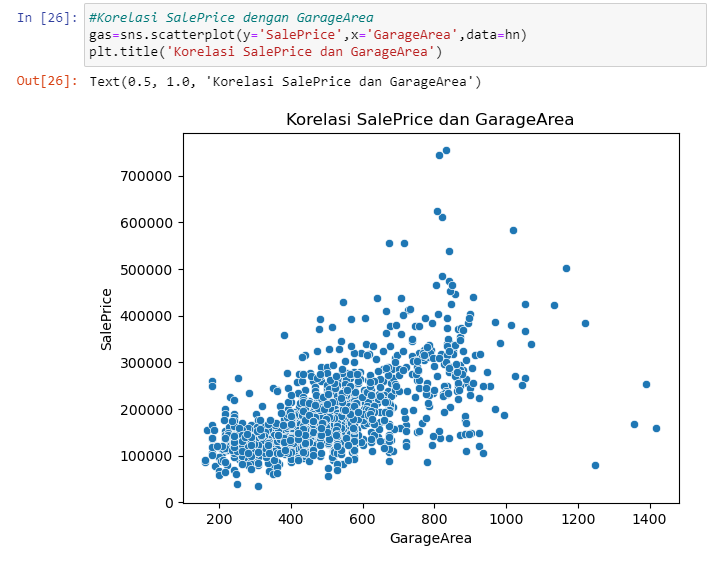 In [26]: #Korelasi SalePrice dengan GarageArea
gas=sns.scatterplot(y='SalePrice',x='GarageArea',data=hn)
plt.title('Korelasi SalePrice dan GarageArea')
Out[26]: Text(0.5, 1.0, 'Korelasi SalePrice dan GarageArea')
Korelasi SalePrice dan GarageArea
700000
600000
500000
400000
300000
200000
100000
0
SalePrice
200 400 600 800 1000 1200 1400
GarageArea